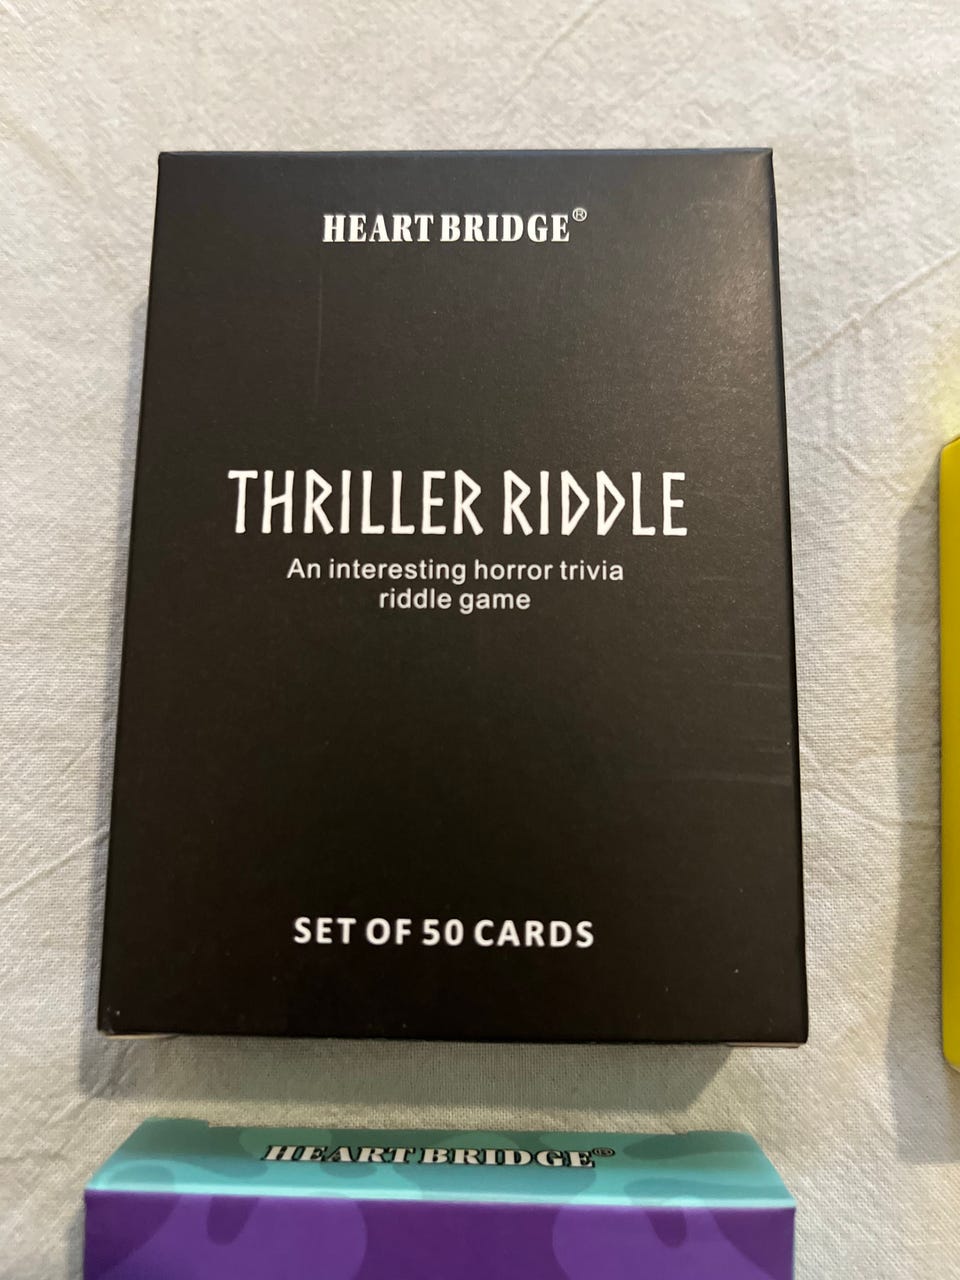 HEART BRIDGE®
THRILLER RIDDLE
An interesting horror trivia
riddle game
SET OF 50 CARDS
HEART BRIDGE®